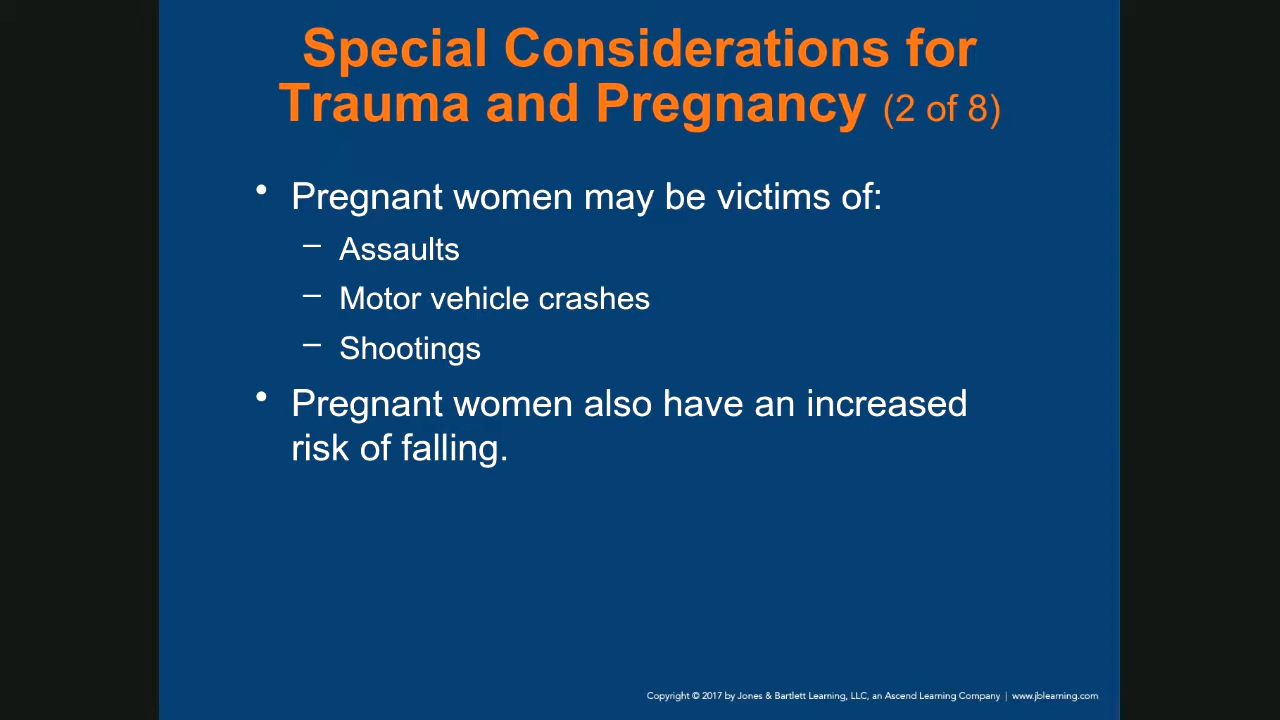 Special Considerations for
Trauma and Pregnancy (2 of 8)
• Pregnant women may be victims of:
– Assaults
– Motor vehicle crashes
– Shootings
• Pregnant women also have an increased
risk of falling.
Copyright © 2017 by Jones & Bartlett Learning, LLC, an Ascend Learning Company | www.jblearning.com